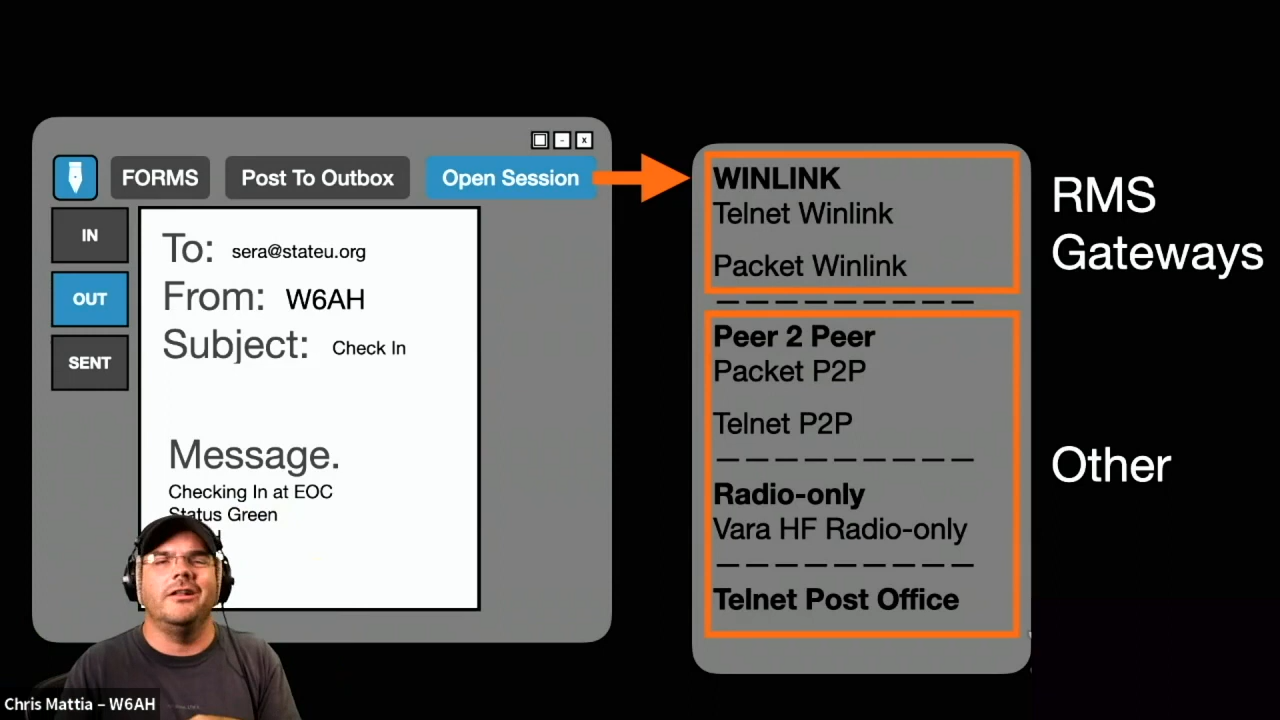 FORMS
Post To Outbox
Open Session
- x
IN
OUT
SENT
To: sera@stateu.org
From: W6AH
Subject: Check In
Message.
Checking In at EOC
Status Green
WINLINK
Telnet Winlink
Packet Winlink
Peer 2 Peer
Packet P2P
Telnet P2P
Radio-only
Vara HF Radio-only
Telnet Post Office
RMS
Gateways
Other
Chris Mattia – W6AH